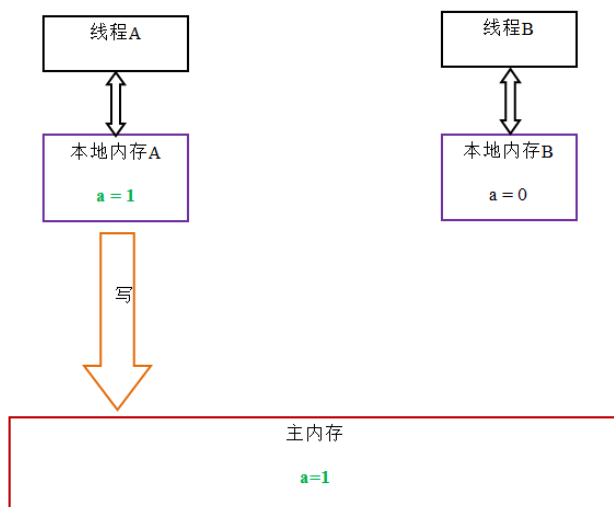 线程A
线程B
本地内存A
a = 1
本地内存B
a = 0
写
主内存
a=1